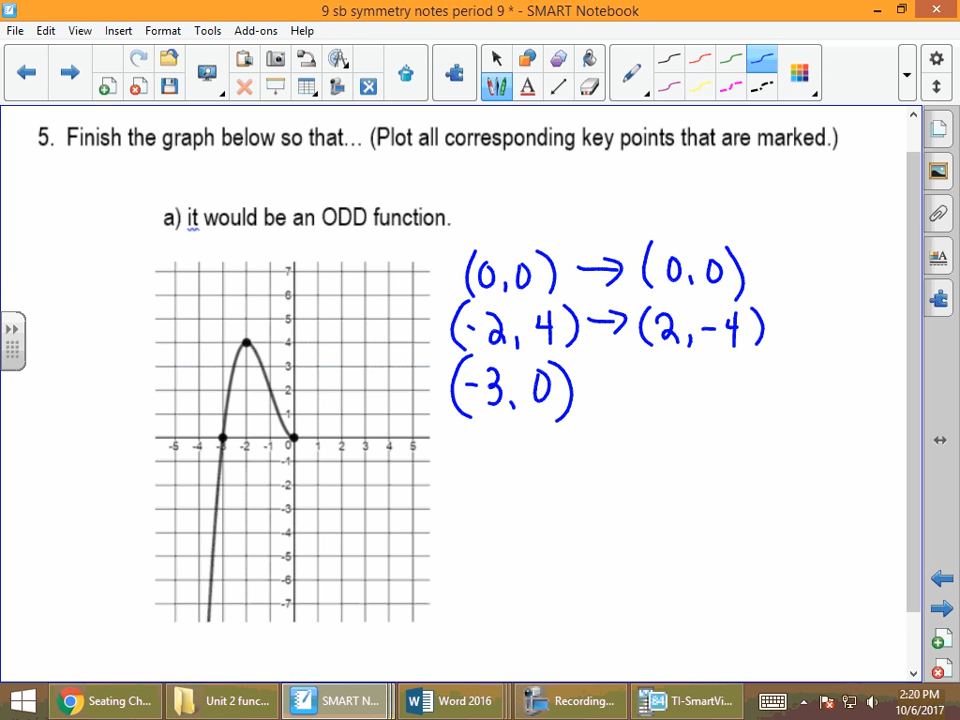 9 sb symmetry notes period 9 * - SMART Notebook
File Edit View Insert Format Tools Add-ons Help
5. Finish the graph below so that… (Plot all corresponding key points that are marked.)
a) it would be an ODD function.
(0,0) → (0,0)
(-2, 4) → (2, -4)
(-3, 0)
7
6
5
4
3
2
1
-5 -4 -3 -2 -1 0 1 2 3 4 5
-1
-2
-3
-4
-5
-6
-7
Seating Ch... Unit 2 func... SMART N... Word 2016 Recording... TI-SmartVi...
2:20 PM
10/6/2017